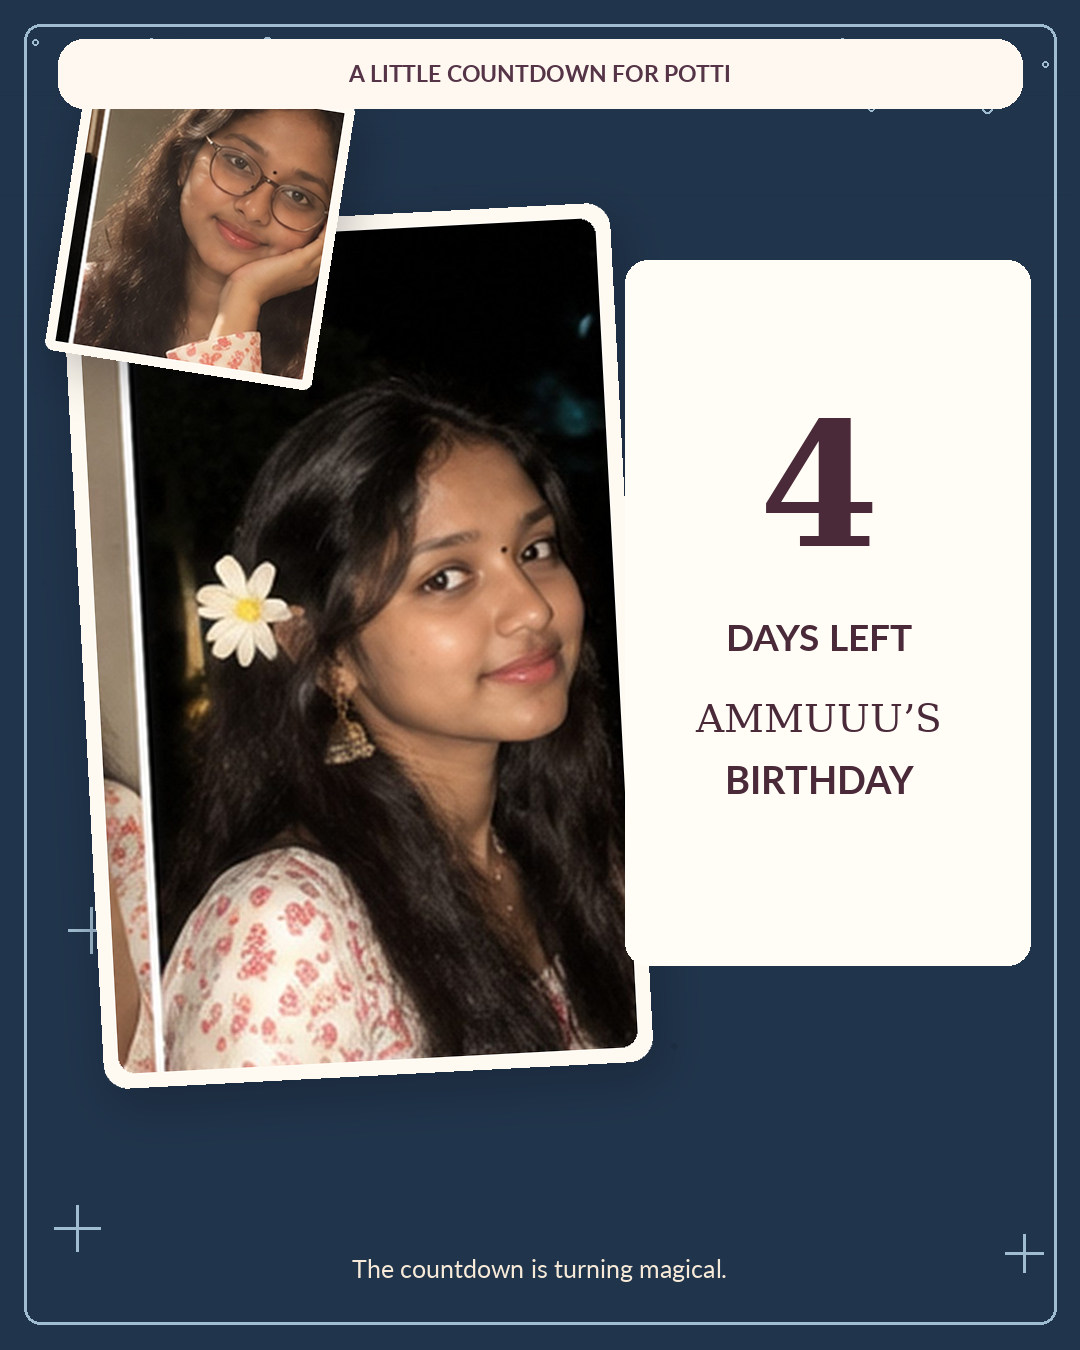 A LITTLE COUNTDOWN FOR POTTI
4
DAYS LEFT
AMMUUU’S
BIRTHDAY
The countdown is turning magical.